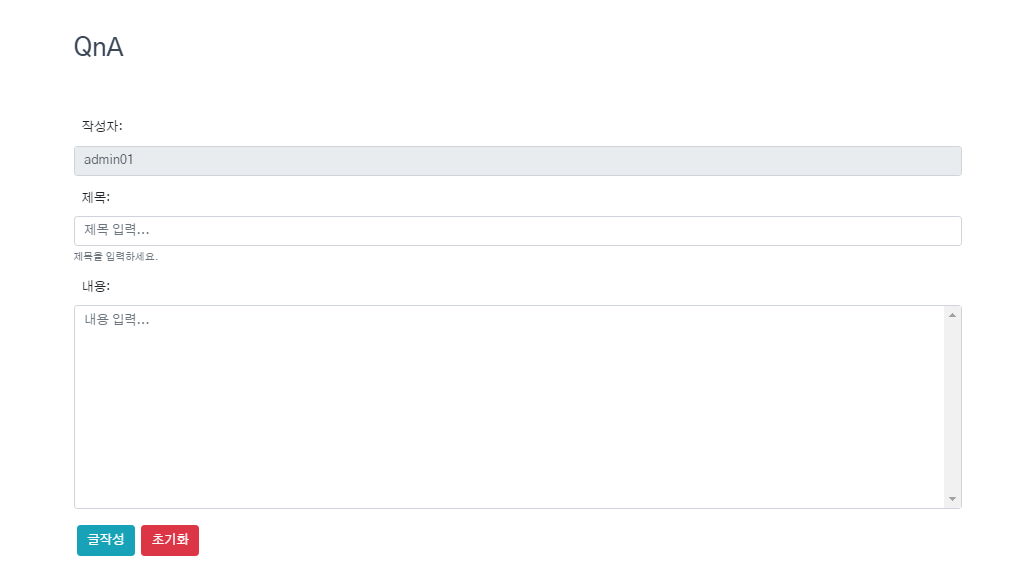 QnA
작성자:
admin01
제목:
제목 입력...
제목을 입력하세요.
내용:
내용 입력...
글작성 초기화